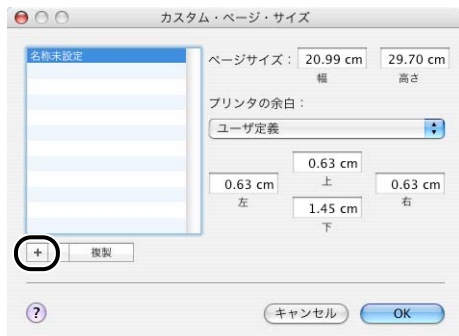 カスタム・ページ・サイズ
名称未設定
ページサイズ： 20.99 cm 29.70 cm
幅 高さ
プリンタの余白：
ユーザ定義
0.63 cm
上
0.63 cm 0.63 cm
左 右
1.45 cm
下
+ 複製
? キャンセル OK